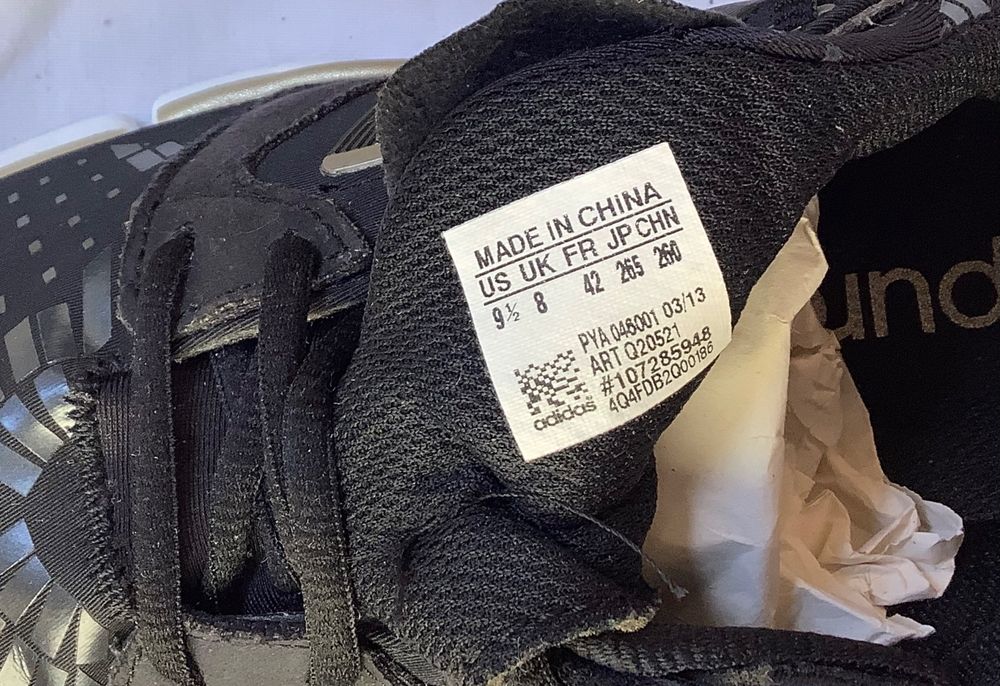 MADE IN CHINA
US UK FR JP CHN
9½ 8 42 265 260
PYA 046001 03/13
ART Q20521
#107285948
4Q4FDB2Q00186
adidas
und